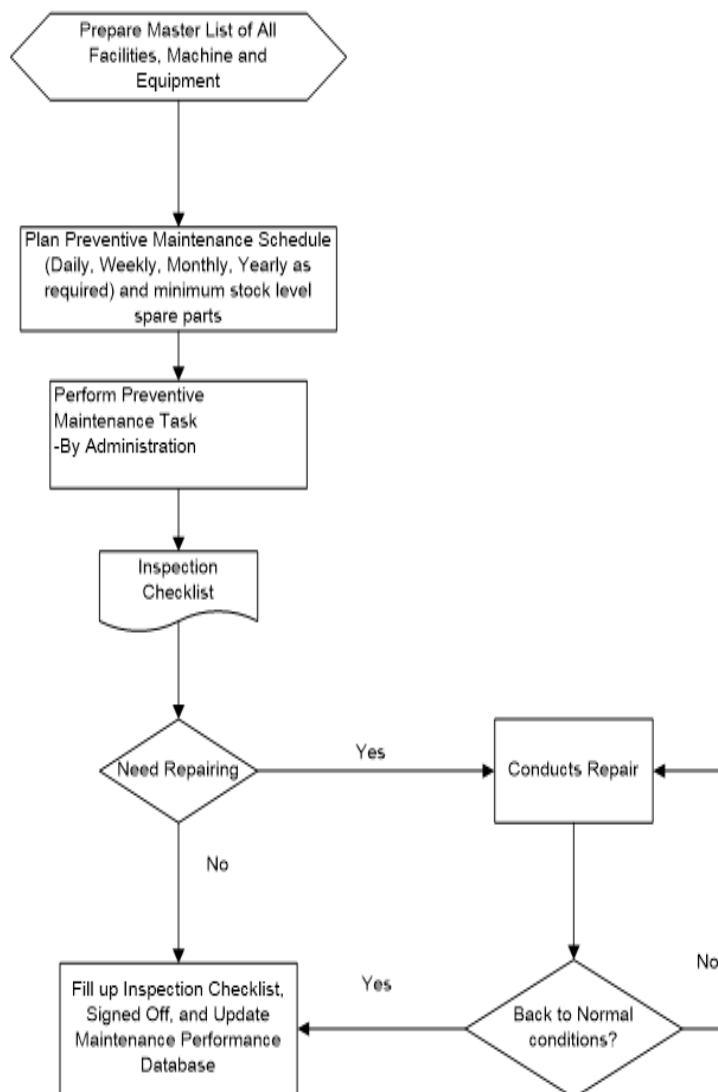 Prepare Master List of All
Facilities, Machine and
Equipment
Plan Preventive Maintenance Schedule
(Daily, Weekly, Monthly, Yearly as
required) and minimum stock level
spare parts
Perform Preventive
Maintenance Task
-By Administration
Inspection
Checklist
Need Repairing
Yes
Conducts Repair
No
Fill up Inspection Checklist,
Signed Off, and Update
Maintenance Performance
Database
Yes
Back to Normal
conditions?
No